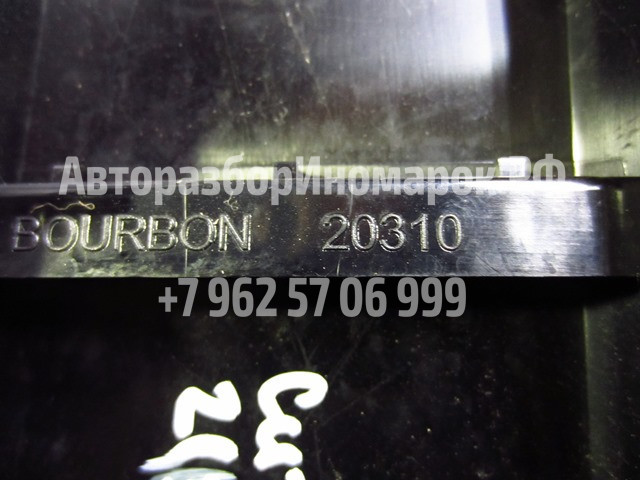 АвторазборИномарок.РФ
BOURBON 20310
+7 962 57 06 999